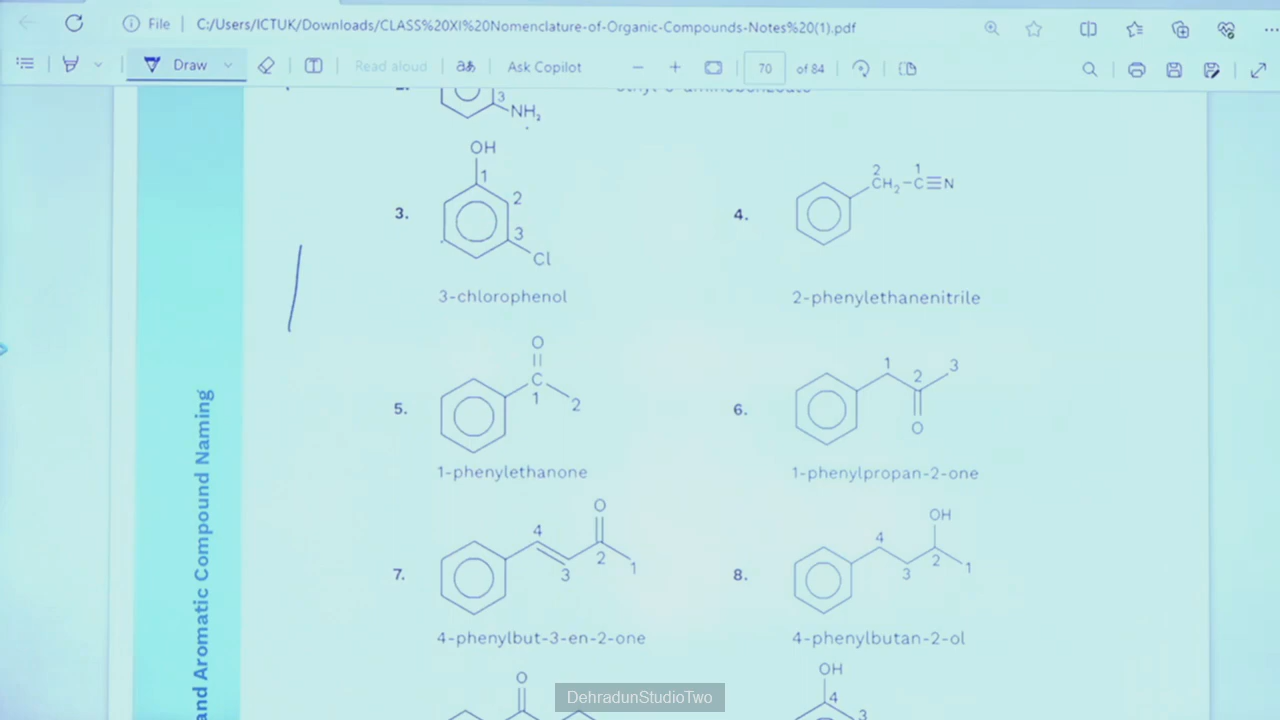 File | C:/Users/ICTUK/Downloads/CLASS%20XI%20Nomenclature-of-Organic-Compounds-Notes%20(1).pdf
Draw
Read aloud
aあ
Ask Copilot
70 of 84
3
NH₂
OH
1
2
3. 3
Cl
3-chlorophenol
2 1
CH₂-C≡N
4.
2-phenylethanenitrile
O
C
1 2
5.
1-phenylethanone
1 2 3
6.
O
1-phenylpropan-2-one
O
4
7. 3 2 1
4-phenylbut-3-en-2-one
OH
4
8. 3 2 1
4-phenylbutan-2-ol
O
OH
4
3
and Aromatic Compound Naming
DehradunStudioTwo